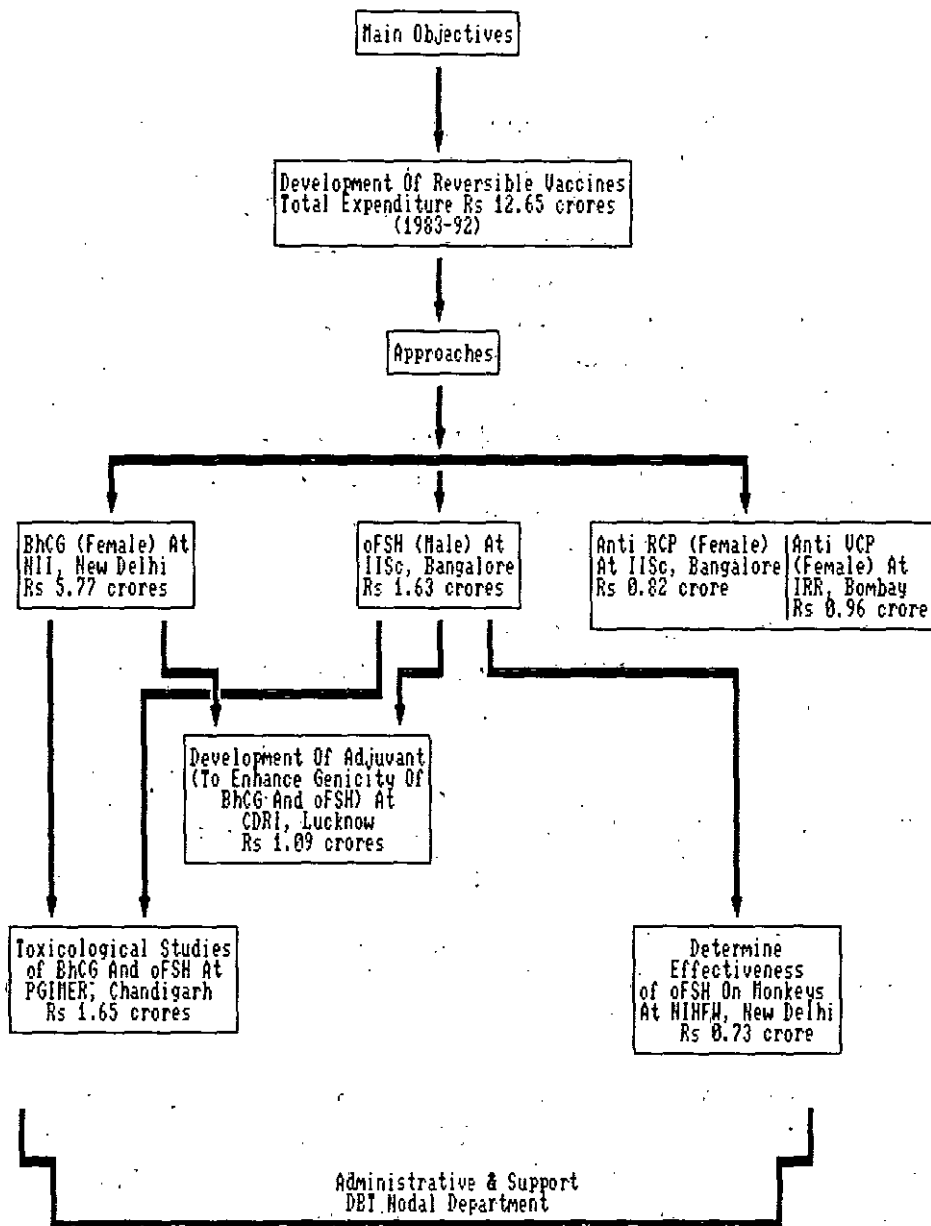 Main Objectives
Development Of Reversible Vaccines
Total Expenditure Rs 12.65 crores
(1983-92)
Approaches
BhCG (Female) At
NII, New Delhi
Rs 5.77 crores
oFSH (Male) At
IISc, Bangalore
Rs 1.63 crores
Anti RCP (Female)
At IISc, Bangalore
Rs 0.82 crore
Anti VCP
(Female) At
IRR, Bombay
Rs 0.96 crore
Development Of Adjuvant
(To Enhance Genicity Of
BhCG And oFSH) At
CDRI, Lucknow
Rs 1.09 crores
Toxicological Studies
of BhCG And oFSH At
PGIMER, Chandigarh
Rs 1.65 crores
Determine
Effectiveness
of oFSH On Monkeys
At NIHFW, New Delhi
Rs 0.73 crore
Administrative & Support
DBT Nodal Department